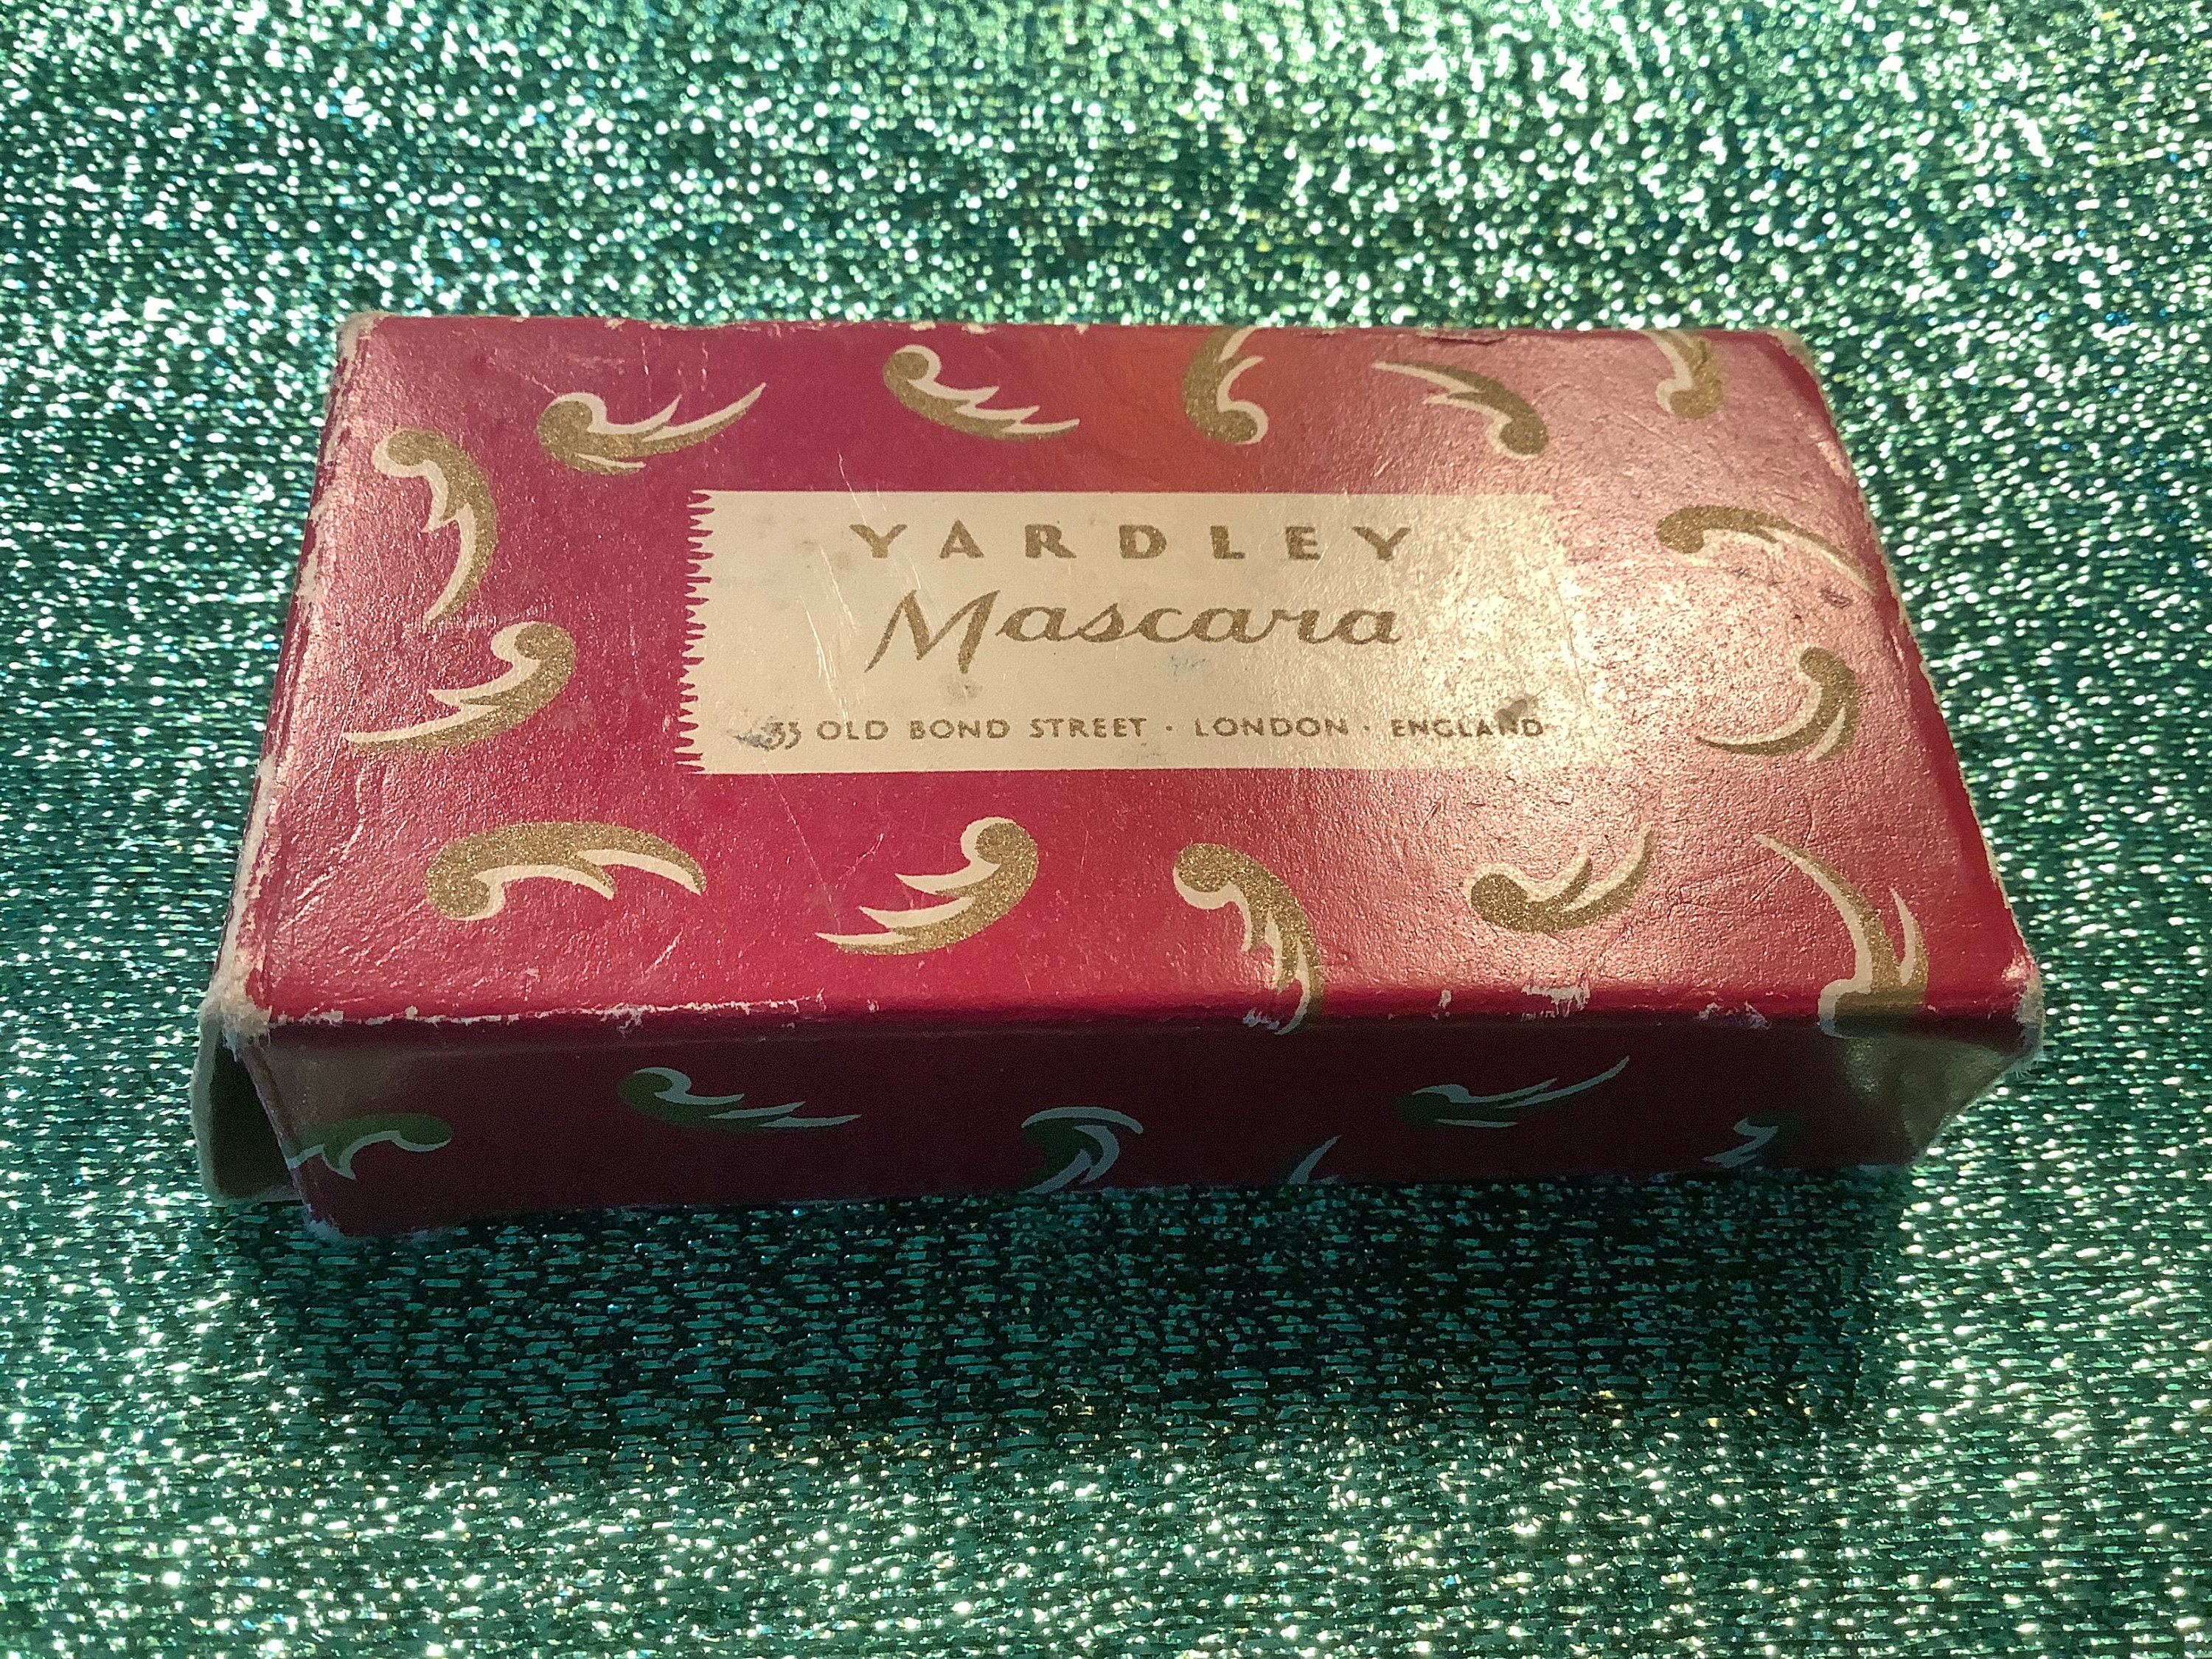 YARDLEY
Mascara
33 OLD BOND STREET · LONDON · ENGLAND